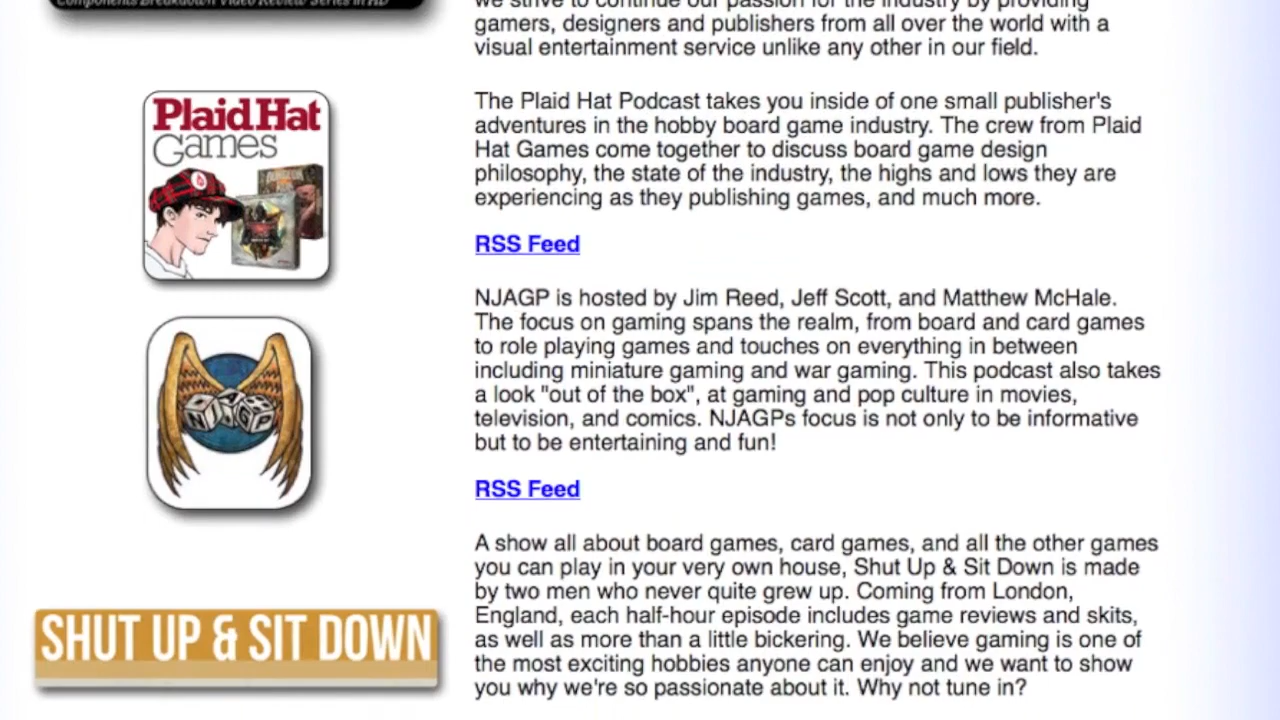 Components Breakdown Video Review Series in HD
we strive to continue our passion for the industry by providing
gamers, designers and publishers from all over the world with a
visual entertainment service unlike any other in our field.
Plaid Hat
Games
The Plaid Hat Podcast takes you inside of one small publisher's
adventures in the hobby board game industry. The crew from Plaid
Hat Games come together to discuss board game design
philosophy, the state of the industry, the highs and lows they are
experiencing as they publishing games, and much more.
RSS Feed
NJAGP
NJAGP is hosted by Jim Reed, Jeff Scott, and Matthew McHale.
The focus on gaming spans the realm, from board and card games
to role playing games and touches on everything in between
including miniature gaming and war gaming. This podcast also takes
a look "out of the box", at gaming and pop culture in movies,
television, and comics. NJAGPs focus is not only to be informative
but to be entertaining and fun!
RSS Feed
SHUT UP & SIT DOWN
A show all about board games, card games, and all the other games
you can play in your very own house, Shut Up & Sit Down is made
by two men who never quite grew up. Coming from London,
England, each half-hour episode includes game reviews and skits,
as well as more than a little bickering. We believe gaming is one of
the most exciting hobbies anyone can enjoy and we want to show
you why we're so passionate about it. Why not tune in?